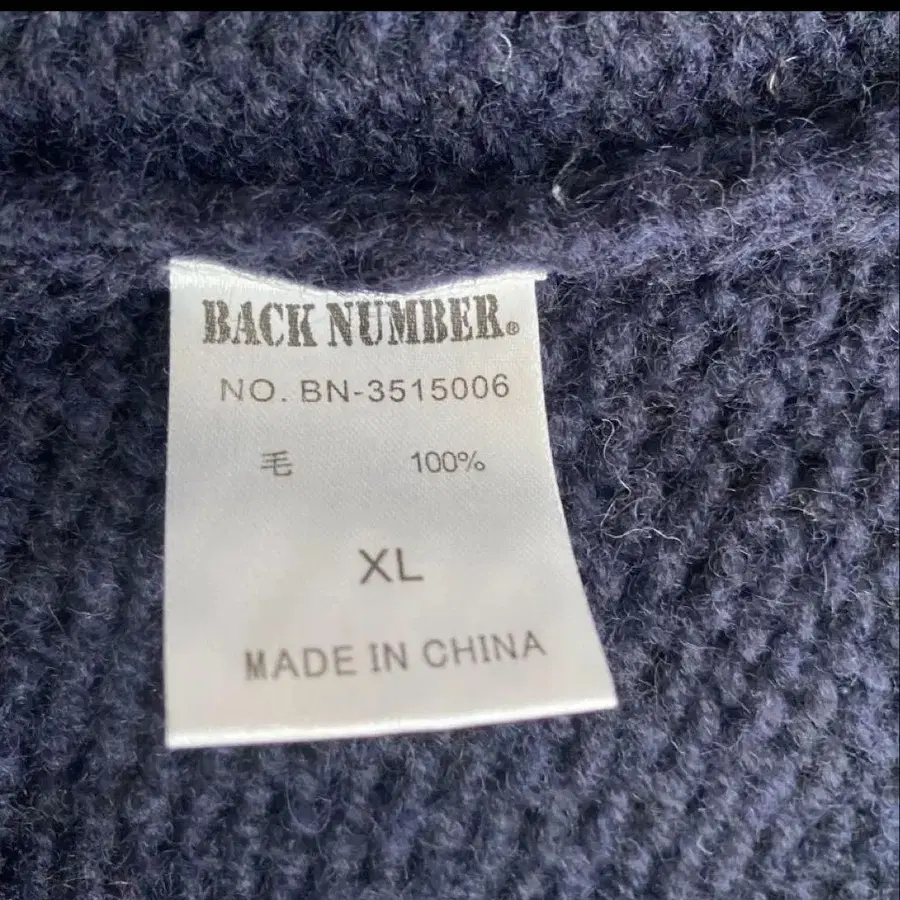 BACK NUMBER®
NO. BN-3515006
毛 100%
XL
MADE IN CHINA